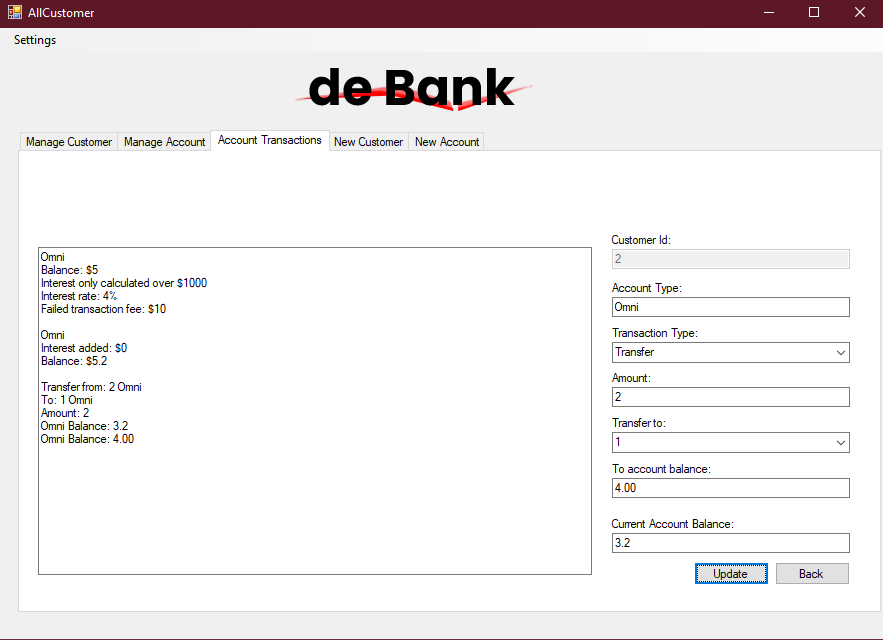 AllCustomer
Settings
de Bank
Manage Customer
Manage Account
Account Transactions
New Customer
New Account
Omni
Balance: $5
Interest only calculated over $1000
Interest rate: 4%
Failed transaction fee: $10
Omni
Interest added: $0
Balance: $5.2
Transfer from: 2 Omni
To: 1 Omni
Amount: 2
Omni Balance: 3.2
Omni Balance: 4.00
Customer Id:
2
Account Type:
Omni
Transaction Type:
Transfer
Amount:
2
Transfer to:
1
To account balance:
4.00
Current Account Balance:
3.2
Update
Back